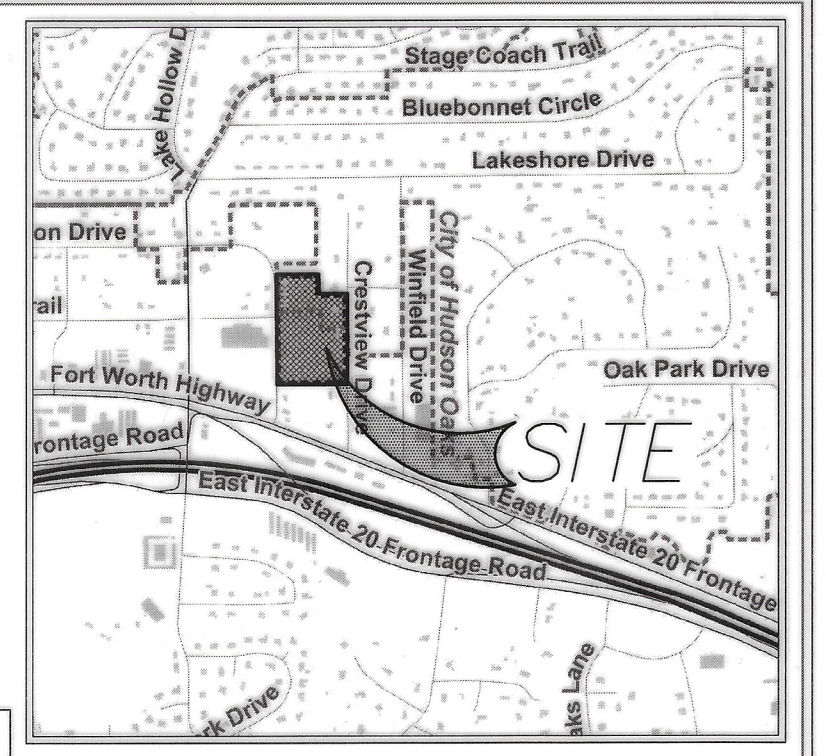 Stage Coach Trail
Lake Hollow D
Bluebonnet Circle
Lakeshore Drive
on Drive
City of Hudson Oaks
Crestview Drive
Winfield Drive
rail
Oak Park Drive
Fort Worth Highway
rontage Road
SITE
East Interstate 20 Frontage Road
East Interstate 20 Frontage
aks Lane
rk Drive